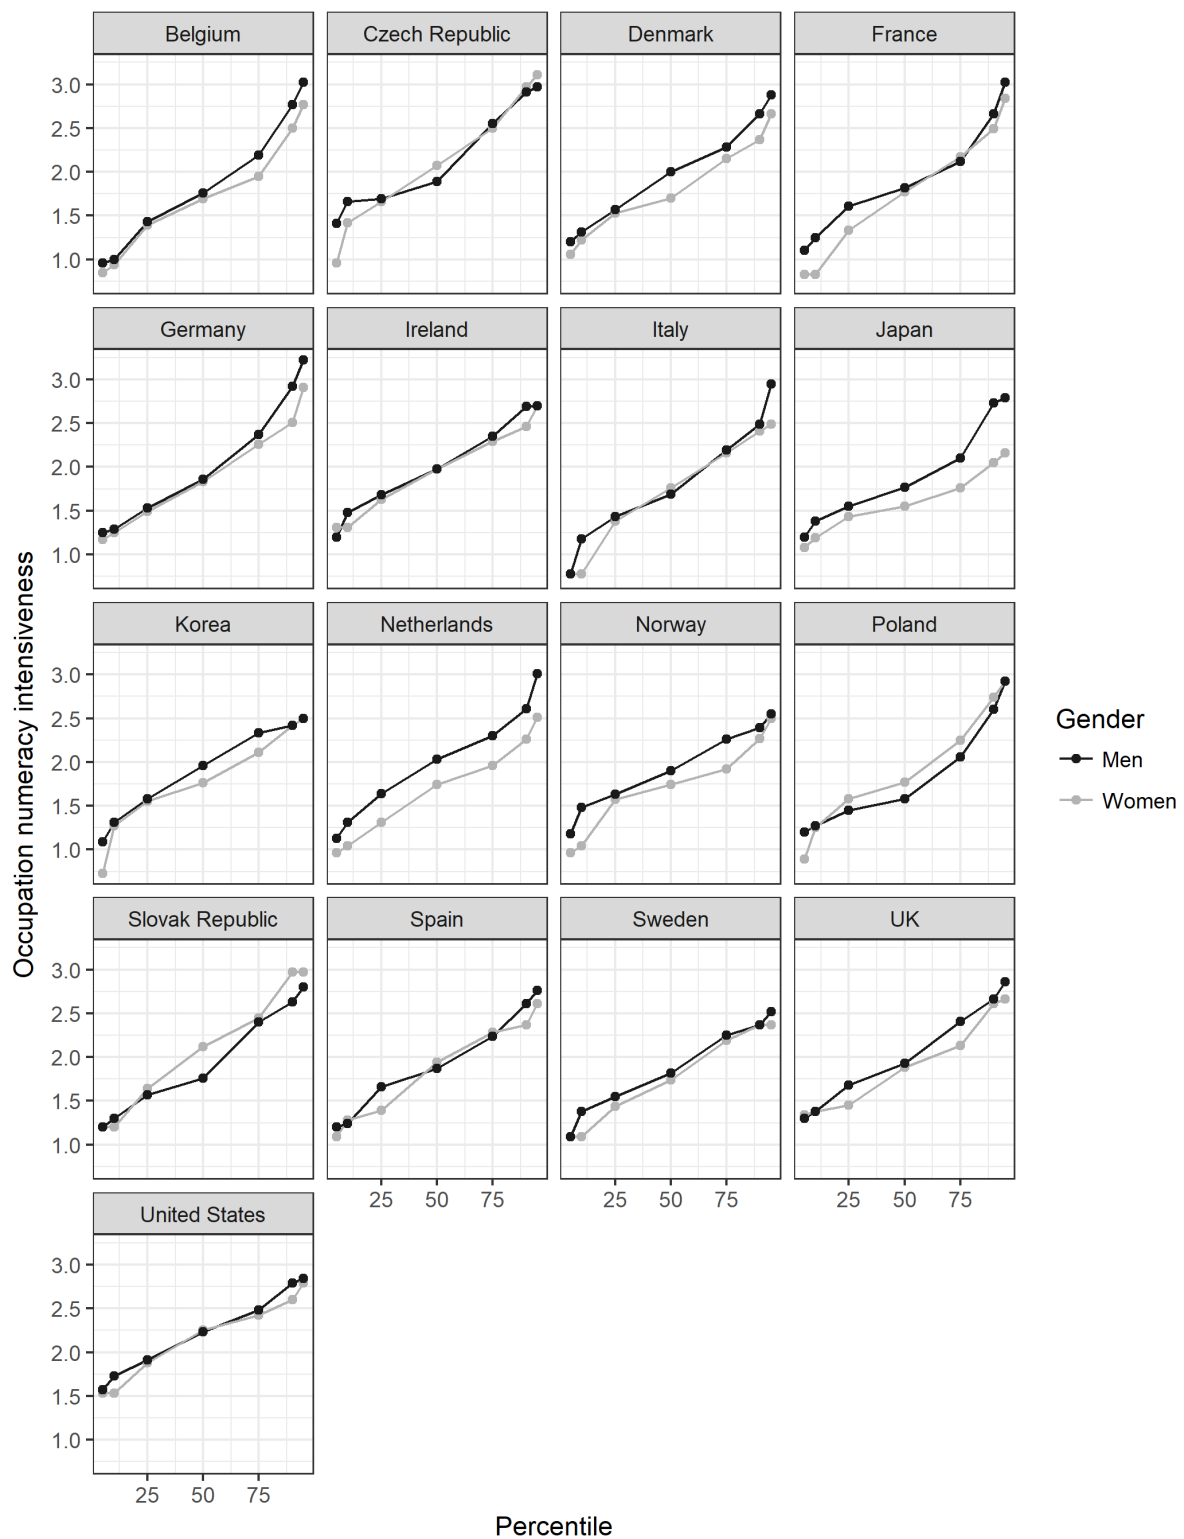 Belgium Czech Republic Denmark France
3.0
2.5
2.0
1.5
1.0
Germany Ireland Italy Japan
3.0
2.5
2.0
1.5
1.0
Korea Netherlands Norway Poland
3.0
2.5
2.0
1.5
1.0
Slovak Republic Spain Sweden UK
3.0
2.5
2.0
1.5
1.0
25 50 75 25 50 75 25 50 75
United States
3.0
2.5
2.0
1.5
1.0
25 50 75
Percentile
Occupation numeracy intensiveness
Gender
Men
Women